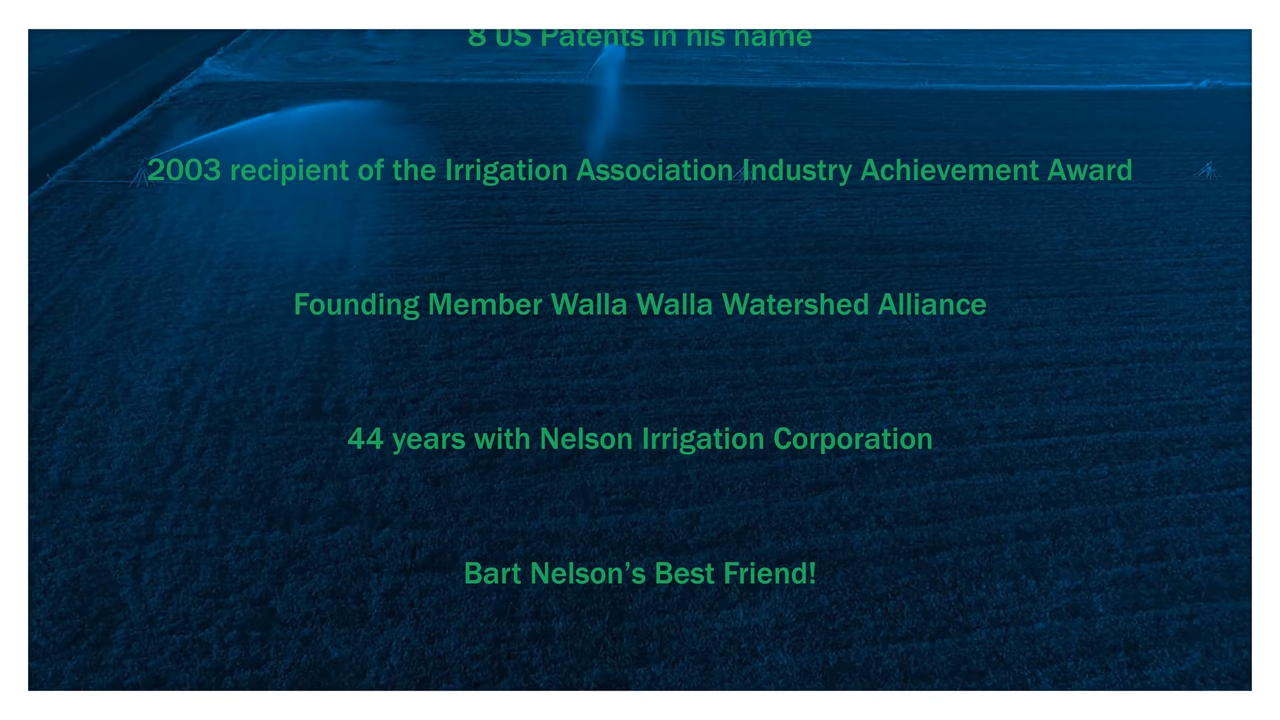 8 US Patents in his name
2003 recipient of the Irrigation Association Industry Achievement Award
Founding Member Walla Walla Watershed Alliance
44 years with Nelson Irrigation Corporation
Bart Nelson’s Best Friend!